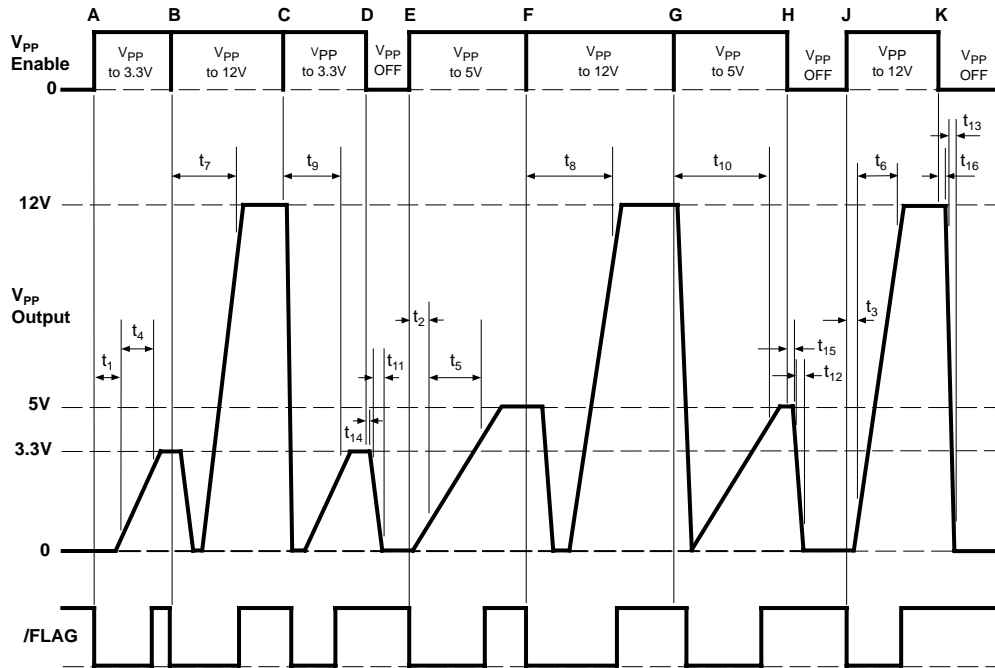 A B C D E F G H J K
VPP Enable
VPP to 3.3V
VPP to 12V
VPP to 3.3V
VPP OFF
VPP to 5V
VPP to 12V
VPP to 5V
VPP OFF
VPP to 12V
VPP OFF
0
t13
t7
t9
t8
t10
t6
t16
12V
VPP Output
t4
t1
t2
t5
t11
t3
t15
t12
5V
t14
3.3V
0
/FLAG